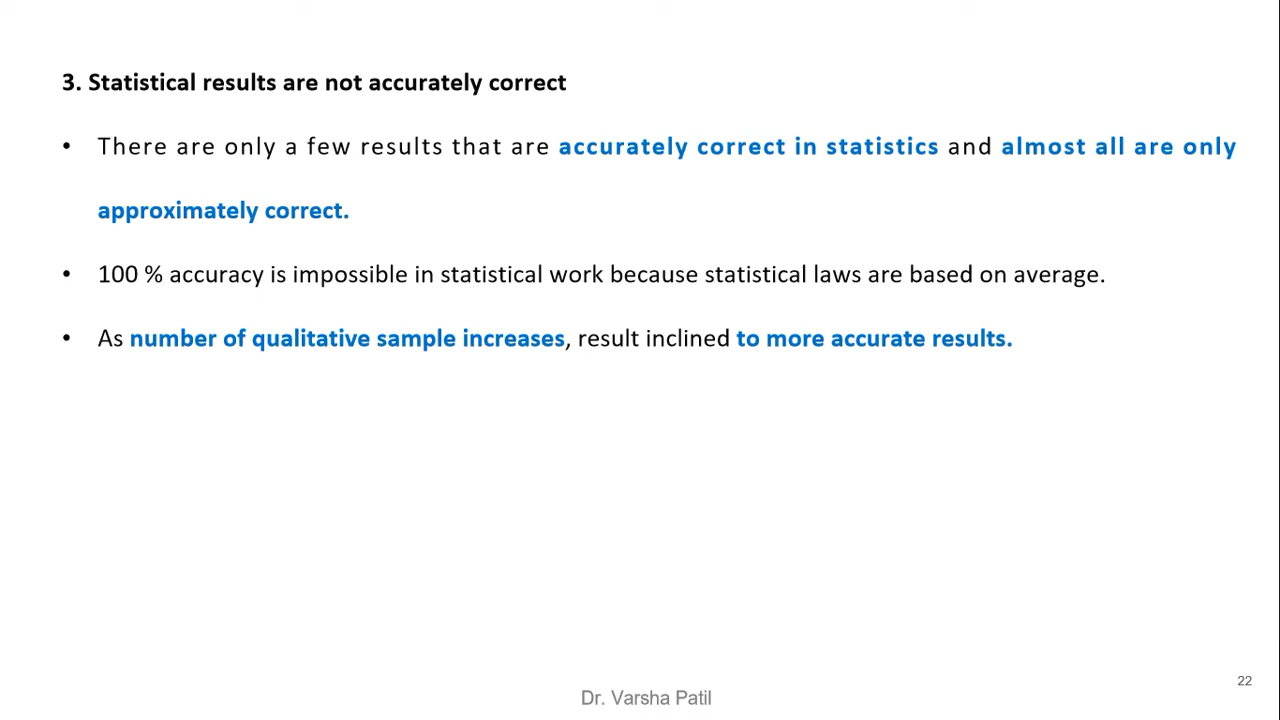 3. Statistical results are not accurately correct
• There are only a few results that are accurately correct in statistics and almost all are only
approximately correct.
• 100 % accuracy is impossible in statistical work because statistical laws are based on average.
• As number of qualitative sample increases, result inclined to more accurate results.
22
Dr. Varsha Patil